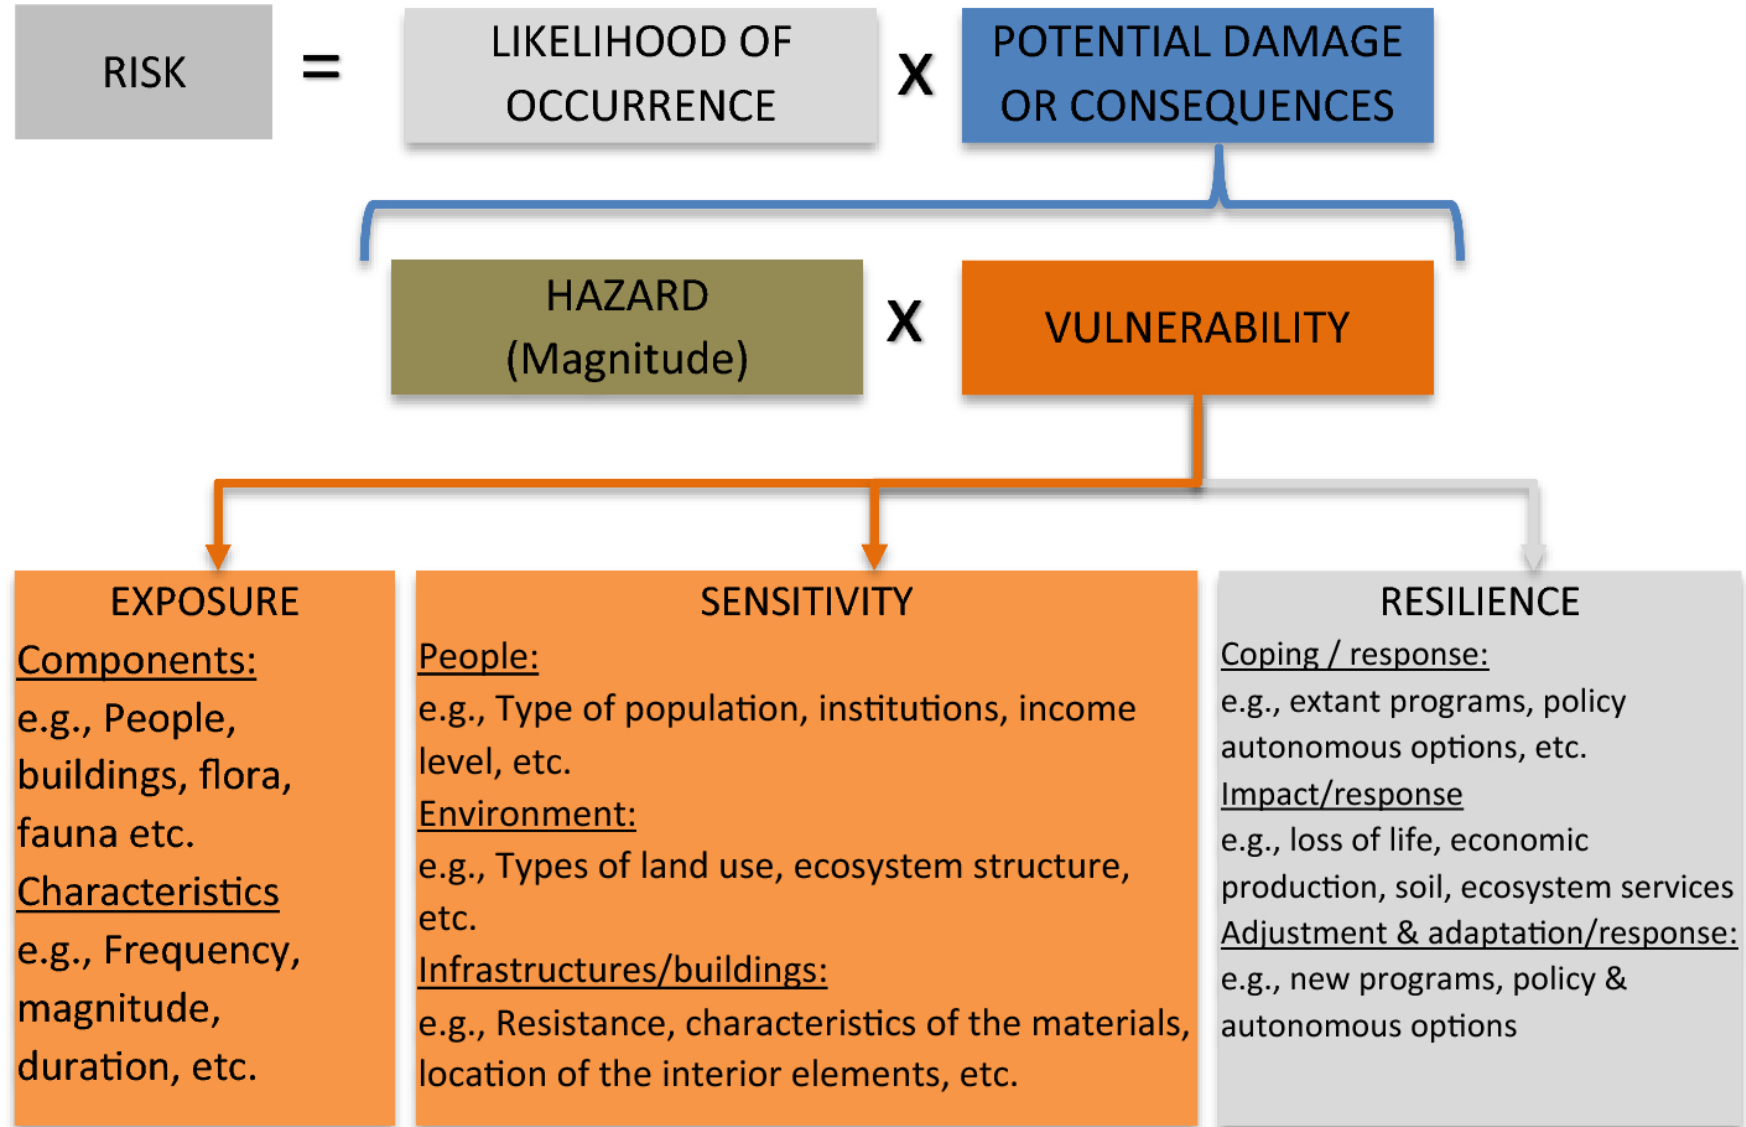 RISK
=
LIKELIHOOD OF
OCCURRENCE
X
POTENTIAL DAMAGE
OR CONSEQUENCES
HAZARD
(Magnitude)
X
VULNERABILITY
EXPOSURE
Components:
e.g., People,
buildings, flora,
fauna etc.
Characteristics
e.g., Frequency,
magnitude,
duration, etc.
SENSITIVITY
People:
e.g., Type of population, institutions, income
level, etc.
Environment:
e.g., Types of land use, ecosystem structure,
etc.
Infrastructures/buildings:
e.g., Resistance, characteristics of the materials,
location of the interior elements, etc.
RESILIENCE
Coping / response:
e.g., extant programs, policy
autonomous options, etc.
Impact/response
e.g., loss of life, economic
production, soil, ecosystem services
Adjustment & adaptation/response:
e.g., new programs, policy &
autonomous options